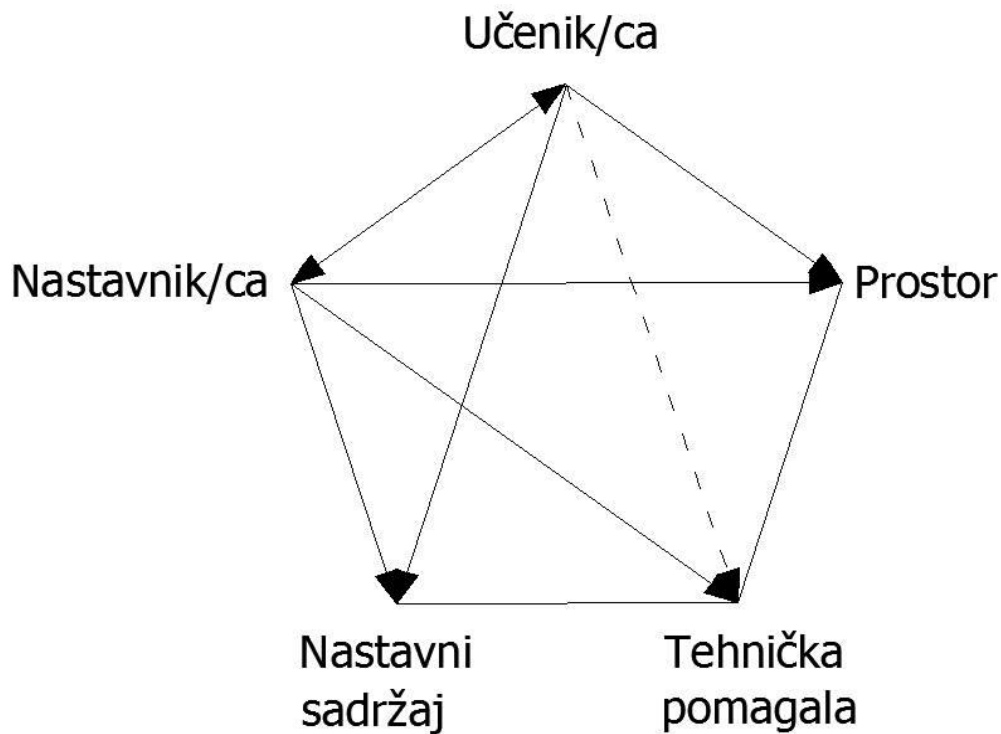 Učenik/ca
Nastavnik/ca
Prostor
Nastavni
sadržaj
Tehnička
pomagala